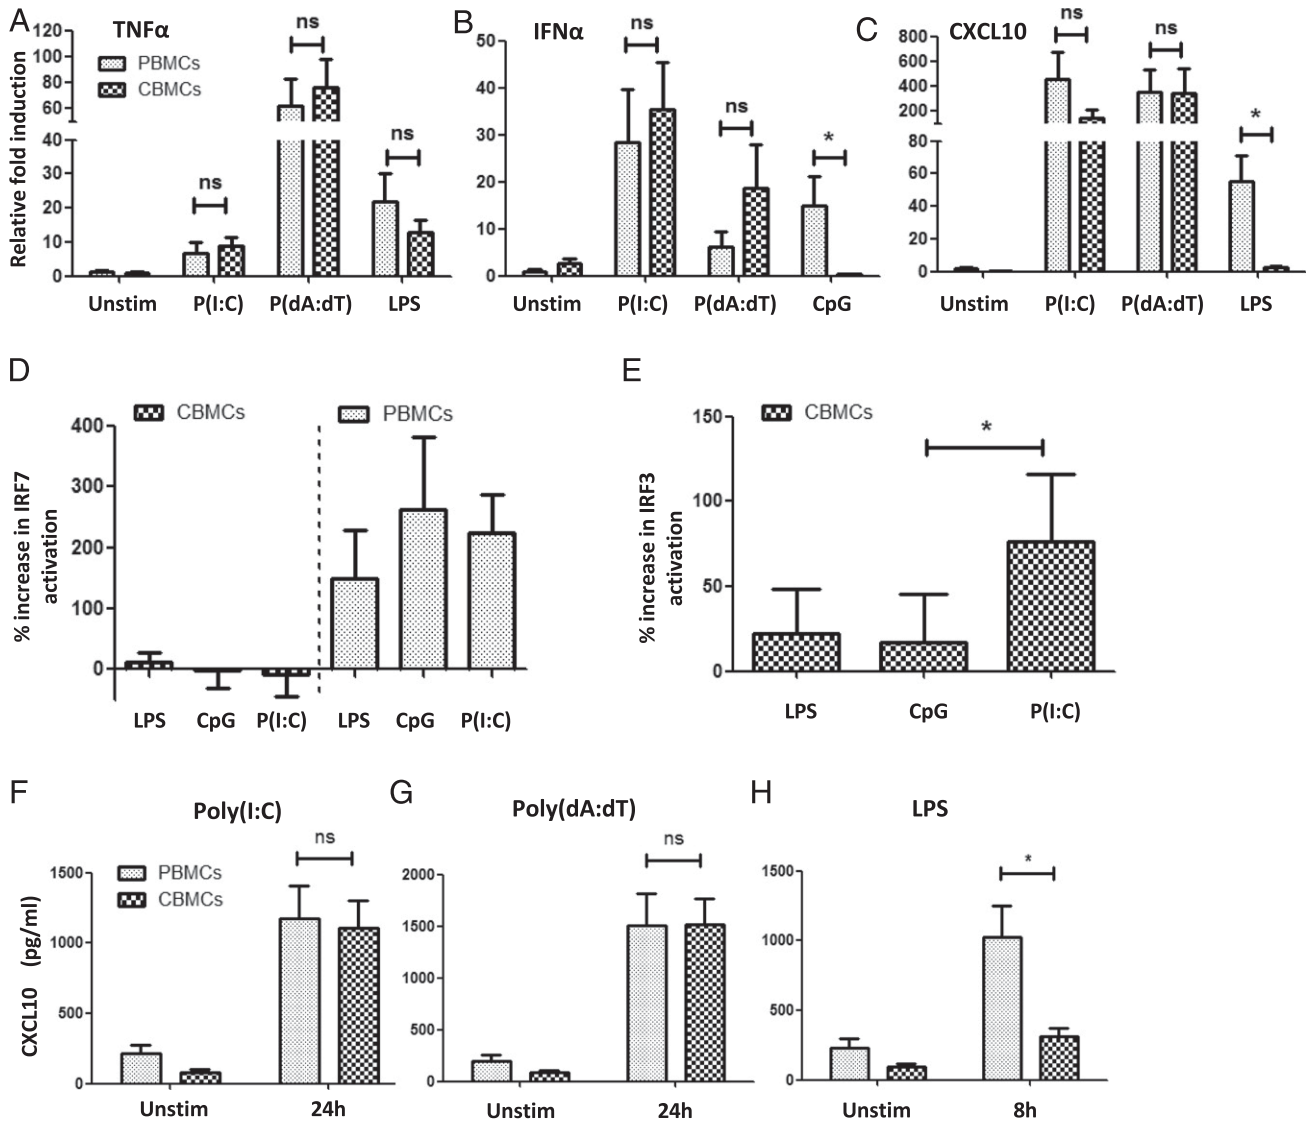 A
TNFα
Relative fold induction
PBMCs
CBMCs
120
100
80
60
40
30
20
10
0
ns
ns
ns
Unstim P(I:C) P(dA:dT) LPS
B
IFNα
50
40
30
20
10
0
ns
ns
*
Unstim P(I:C) P(dA:dT) CpG
C
CXCL10
800
600
400
200
80
60
40
20
0
ns
ns
*
Unstim P(I:C) P(dA:dT) LPS
D
% increase in IRF7
activation
CBMCs
PBMCs
400
300
200
100
0
LPS CpG P(I:C) LPS CpG P(I:C)
E
% increase in IRF3
activation
CBMCs
150
100
50
0
*
LPS CpG P(I:C)
F
Poly(I:C)
CXCL10 (pg/ml)
PBMCs
CBMCs
1500
1000
500
0
ns
Unstim 24h
G
Poly(dA:dT)
2000
1500
1000
500
0
ns
Unstim 24h
H
LPS
1500
1000
500
0
*
Unstim 8h